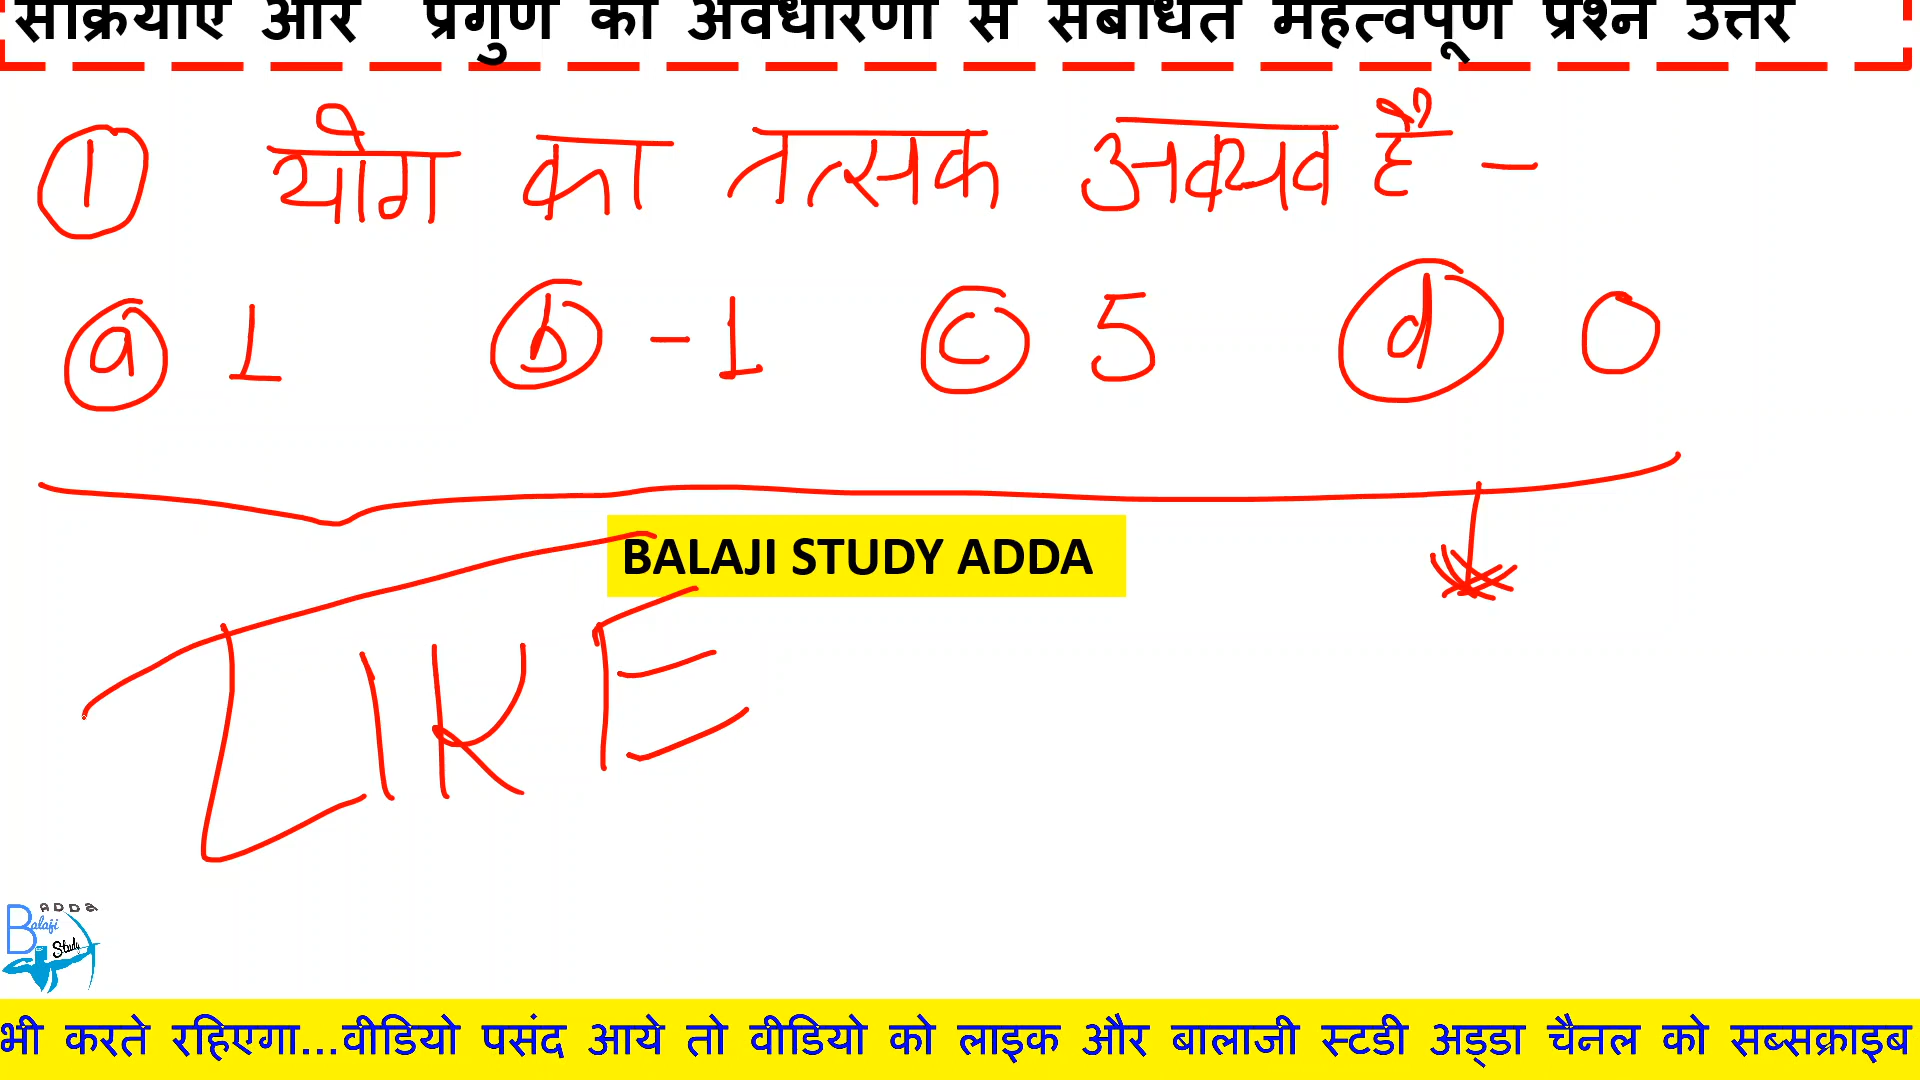 संक्रियाएं और प्रगुण की अवधारणा से संबंधित महत्वपूर्ण प्रश्न उत्तर
① योग का तत्सक अवयव है -
ⓐ 1 ⓑ -1 ⓒ 5 ⓓ 0
BALAJI STUDY ADDA
LIKE
ADDA
Balaji
Study
भी करते रहिएगा...वीडियो पसंद आये तो वीडियो को लाइक और बालाजी स्टडी अड्डा चैनल को सब्सक्राइब